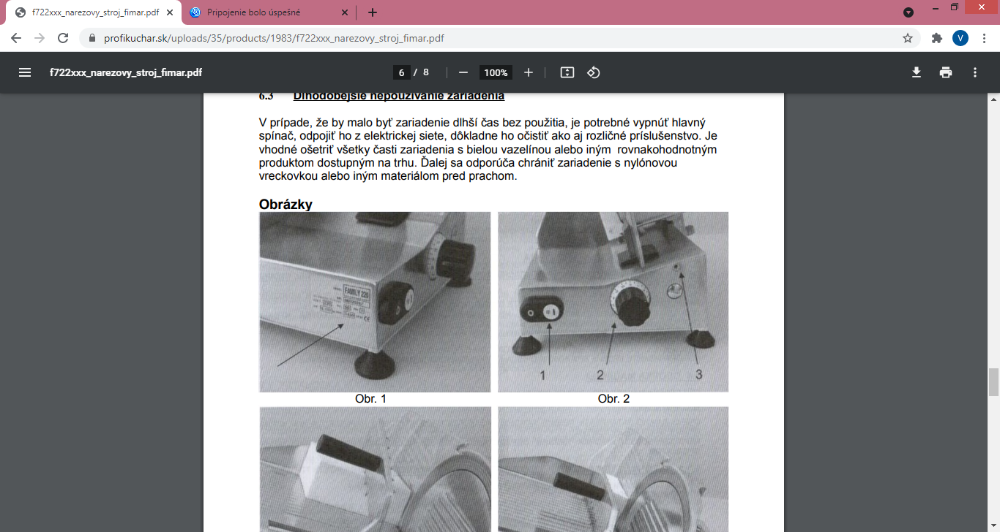 f722xxx_narezovy_stroj_fimar.pdf
Pripojenie bolo úspešné
profikuchar.sk/uploads/35/products/1983/f722xxx_narezovy_stroj_fimar.pdf
V
f722xxx_narezovy_stroj_fimar.pdf
6 / 8
100%
6.3 Dlhodobejšie nepoužívanie zariadenia
V prípade, že by malo byť zariadenie dlhší čas bez použitia, je potrebné vypnúť hlavný
spínač, odpojiť ho z elektrickej siete, dôkladne ho očistiť ako aj rozličné príslušenstvo. Je
vhodné ošetriť všetky časti zariadenia s bielou vazelínou alebo iným rovnakohodnotným
produktom dostupným na trhu. Ďalej sa odporúča chrániť zariadenie s nylónovou
vreckovkou alebo iným materiálom pred prachom.
Obrázky
FAMILY 220
1 2 3
Obr. 1 Obr. 2